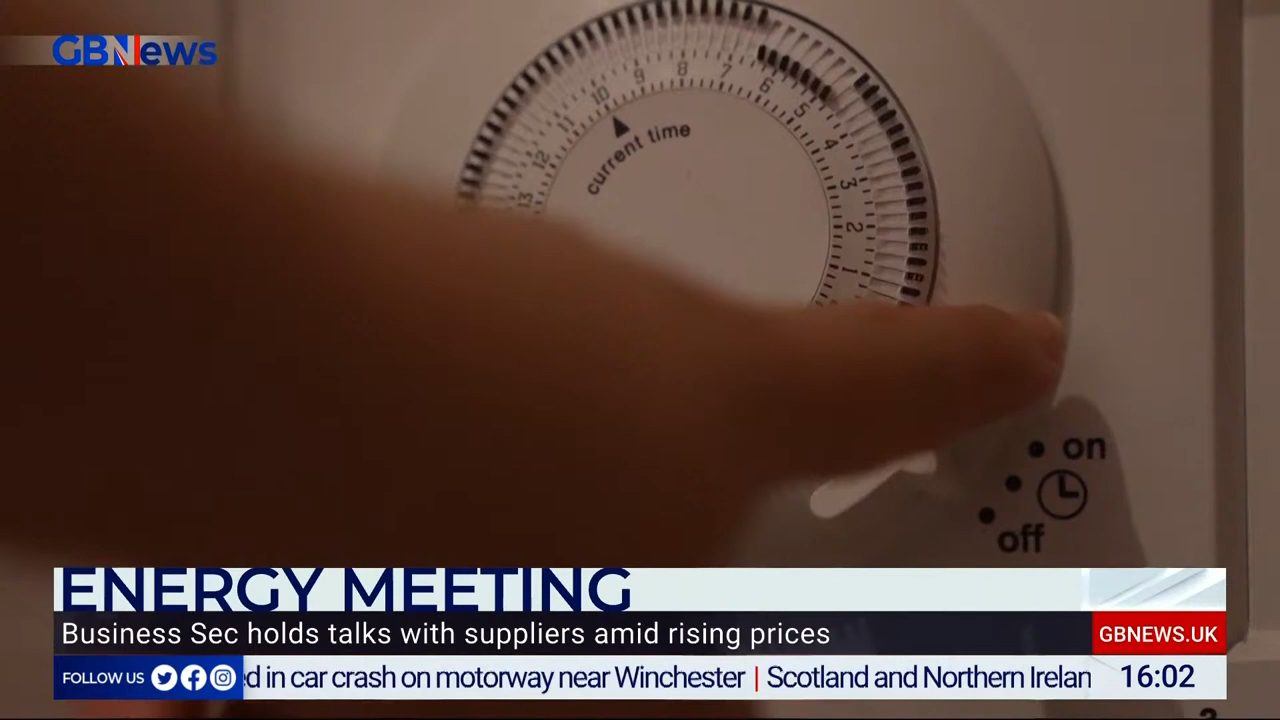 GBNews
10 9 8 7 6 5 4 3 2 1
11
12
13
current time
on
off
ENERGY MEETING
Business Sec holds talks with suppliers amid rising prices
GBNEWS.UK
FOLLOW US
ed in car crash on motorway near Winchester | Scotland and Northern Irelan
16:02